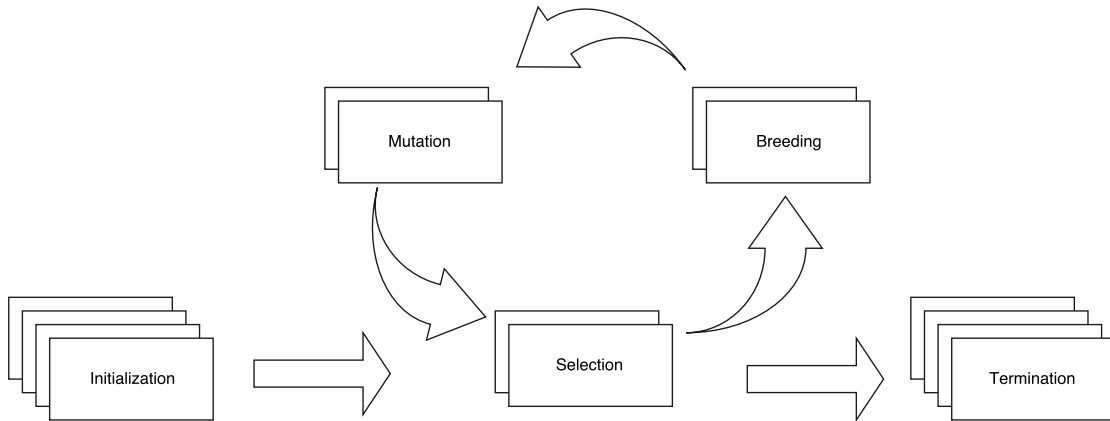 Mutation
Breeding
Initialization
Selection
Termination